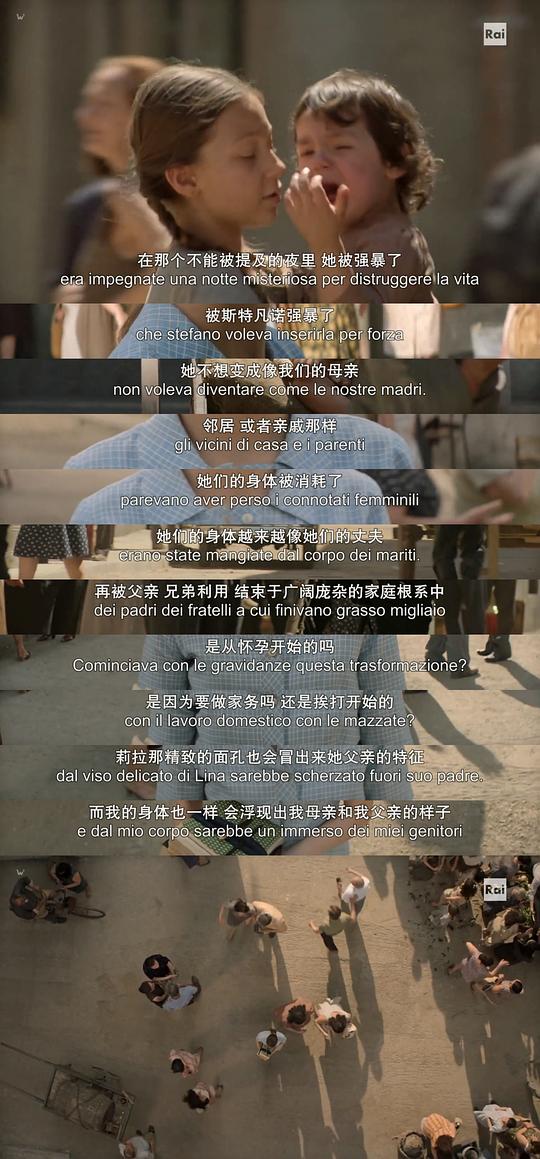 w
Rai
在那个不能被提及的夜里 她被强暴了
era impegnate una notte misteriosa per distruggere la vita
被斯特凡诺强暴了
che stefano voleva inserirla per forza
她不想变成像我们的母亲
non voleva diventare come le nostre madri.
邻居 或者亲戚那样
gli vicini di casa e i parenti
她们的身体被消耗了
parevano aver perso i connotati femminili
她们的身体越来越像她们的丈夫
erano state mangiate dal corpo dei mariti.
再被父亲 兄弟利用 结束于广阔庞杂的家庭根系中
dei padri dei fratelli a cui finivano grasso migliaio
是从怀孕开始的吗
Cominciava con le gravidanze questa trasformazione?
是因为要做家务吗 还是挨打开始的
con il lavoro domestico con le mazzate?
莉拉那精致的面孔也会冒出来她父亲的特征
dal viso delicato di Lina sarebbe scherzato fuori suo padre.
而我的身体也一样 会浮现出我母亲和我父亲的样子
e dal mio corpo sarebbe un immerso dei miei genitori
w
Rai